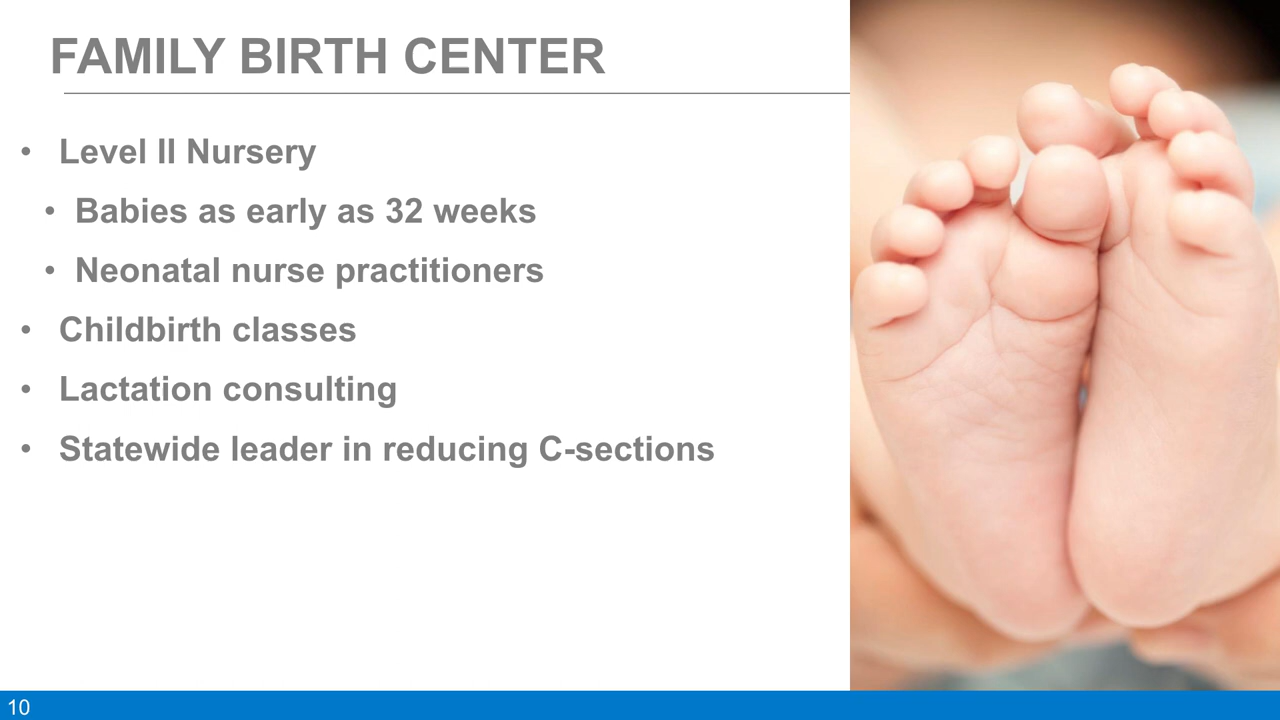 FAMILY BIRTH CENTER
• Level II Nursery
• Babies as early as 32 weeks
• Neonatal nurse practitioners
• Childbirth classes
• Lactation consulting
• Statewide leader in reducing C-sections
10